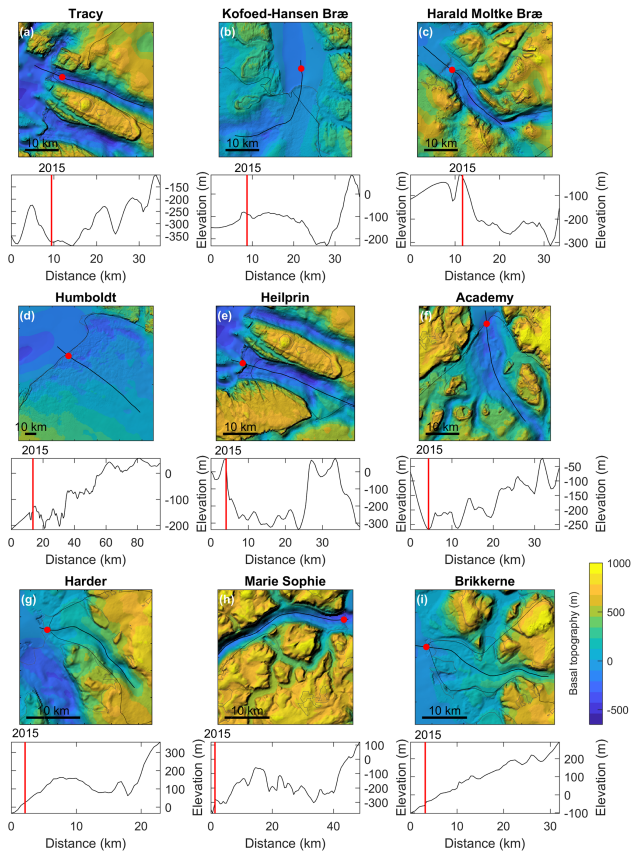 Tracy
Kofoed-Hansen Bræ
Harald Moltke Bræ
(a)
(b)
(c)
10 km
10 km
10 km
2015
2015
2015
-150
-200
-250
-300
-350
Elevation (m)
0
-100
-200
Elevation (m)
-100
-200
-300
Elevation (m)
0 10 20 30
0 10 20 30
0 10 20 30
Distance (km)
Distance (km)
Distance (km)
Humboldt
Heilprin
Academy
(d)
(e)
(f)
10 km
10 km
10 km
2015
2015
2015
0
-100
-200
Elevation (m)
0
-100
-200
-300
Elevation (m)
-50
-100
-150
-200
-250
Elevation (m)
0 20 40 60 80
0 10 20 30
0 10 20 30
Distance (km)
Distance (km)
Distance (km)
Harder
Marie Sophie
Brikkerne
(g)
(h)
(i)
10 km
10 km
10 km
1000
500
0
-500
Basal topography (m)
2015
2015
2015
300
200
100
0
Elevation (m)
100
0
-100
-200
-300
Elevation (m)
200
100
0
-100
Elevation (m)
0 10 20
0 20 40
0 10 20 30
Distance (km)
Distance (km)
Distance (km)